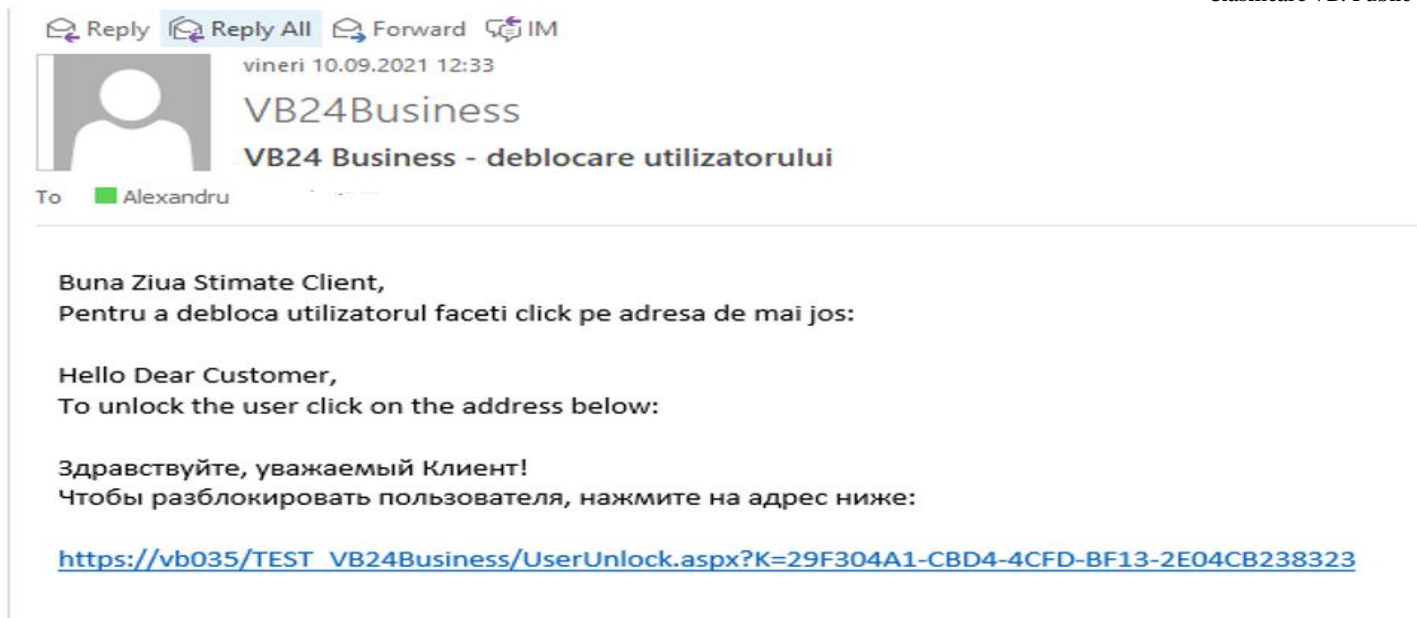 Reply Reply All Forward IM
vineri 10.09.2021 12:33
VB24Business
VB24 Business - deblocare utilizatorului
To Alexandru
Buna Ziua Stimate Client,
Pentru a debloca utilizatorul faceti click pe adresa de mai jos:
Hello Dear Customer,
To unlock the user click on the address below:
Здравствуйте, уважаемый Клиент!
Чтобы разблокировать пользователя, нажмите на адрес ниже:
https://vb035/TEST_VB24Business/UserUnlock.aspx?K=29F304A1-CBD4-4CFD-BF13-2E04CB238323